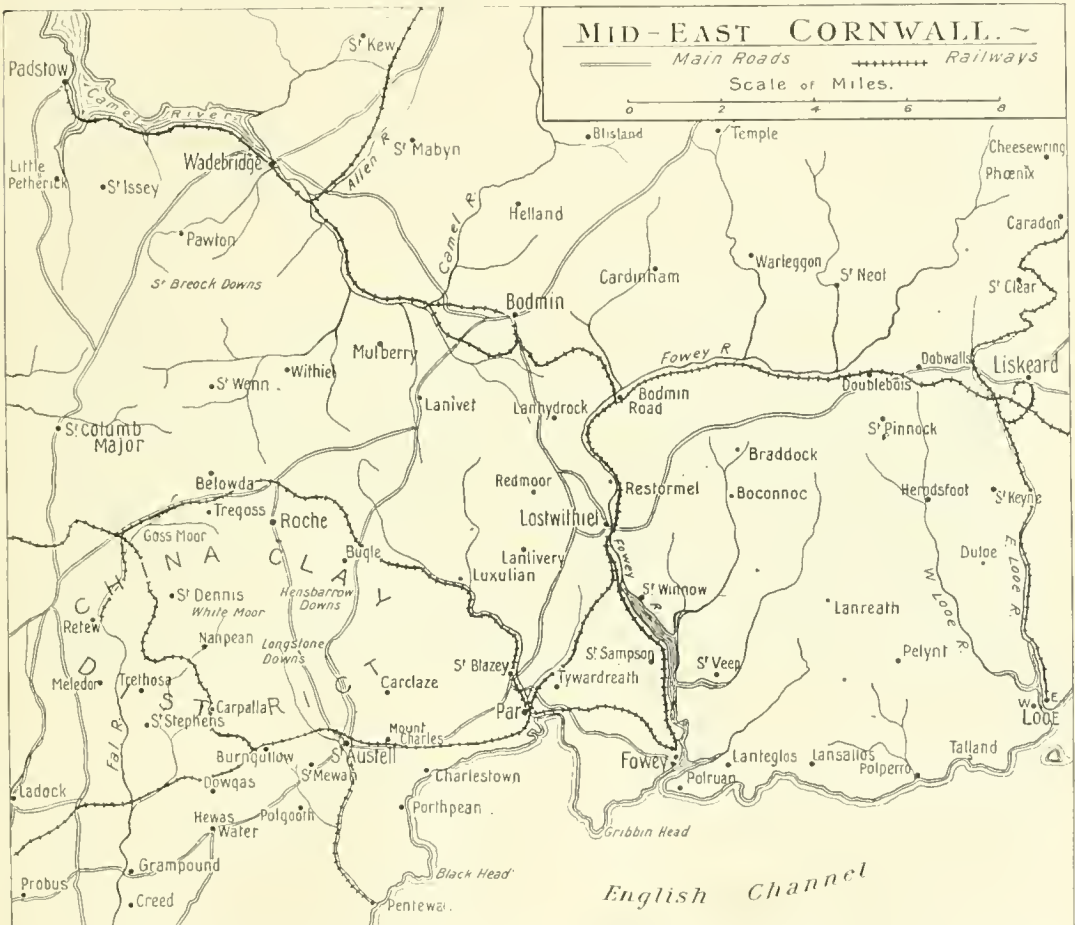 MID-EAST CORNWALL.~
Main Roads
Railways
Scale of Miles.
0 2 4 6 8
St Kew
Padstow
Camel River
Blisland
Temple
Cheesewring
St Mabyn
Wadebridge
Allen R
Phœnix
Little
Petherick
St Issey
Helland
Caradon
Pawton
Camel R
Warleggon
Cardinham
St Neot
St Breock Downs
St Clear
Bodmin
Mulberry
Fowey R
Dobwalls
Liskeard
Withiel
St Wenn
Doublebois
Lanivet
Lanhydrock
Bodmin
Road
St Columb
Major
St Pinnock
Braddock
Belowda
Redmoor
Restormel
Boconnoc
Herodsfoot
St Keyne
Tregoss
Roche
Lostwithiel
Goss Moor
CHINA CLAY
Bugle
Lanlivery
Fowey R
Duloe
E Looe R.
Luxulian
St Dennis
White Moor
Hensbarrow
Downs
St Winnow
W Looe R.
Lanreath
Retew
Nanpean
Longstone
Downs
St Blazey
St Sampson
St Veep
Pelynt
DISTRICT
Meledor
Trethosa
Carclaze
Tywardreath
Carpalla
St Stephens
Par
W E
LOOE
Fal R.
Mount
Charles
Burngullow
St Austell
Fowey
Lanteglos
Lansallos
Polperro
Talland
St Mewan
Charlestown
Polruan
Dowgas
Ladock
Polgooth
Porthpean
Hewas
Water
Gribbin Head
Grampound
Black Head
Probus
Creed
Pentewan
English Channel